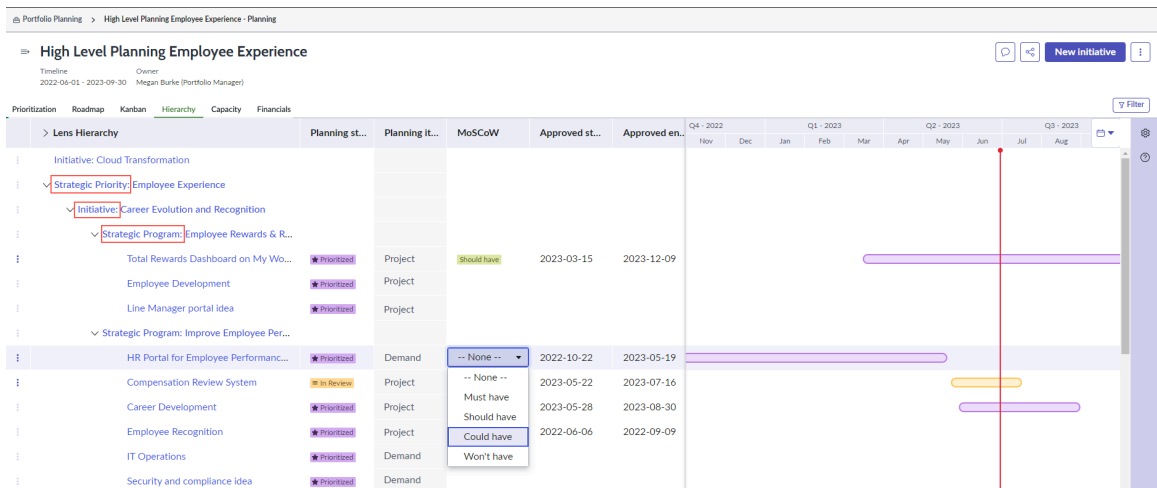 Portfolio Planning > High Level Planning Employee Experience - Planning
High Level Planning Employee Experience
New initiative
Timeline Owner
2022-06-01 - 2023-09-30 Megan Burke (Portfolio Manager)
Prioritization Roadmap Kanban Hierarchy Capacity Financials Filter
Lens Hierarchy Planning st... Planning it... MoSCoW Approved st... Approved en...
Q4 - 2022 Q1 - 2023 Q2 - 2023 Q3 - 2023
Nov Dec Jan Feb Mar Apr May Jun Jul Aug
Initiative: Cloud Transformation
Strategic Priority: Employee Experience
Initiative: Career Evolution and Recognition
Strategic Program: Employee Rewards & R...
Total Rewards Dashboard on My Wo... Prioritized Project Should have 2023-03-15 2023-12-09
Employee Development Prioritized Project
Line Manager portal idea Prioritized Project
Strategic Program: Improve Employee Per...
HR Portal for Employee Performanc... Prioritized Demand -- None -- 2022-10-22 2023-05-19
Compensation Review System In Review Project -- None -- 2023-05-22 2023-07-16
Must have
Career Development Prioritized Project Should have 2023-05-28 2023-08-30
Employee Recognition Prioritized Project Could have 2022-06-06 2022-09-09
IT Operations Prioritized Demand Won't have
Security and compliance idea Prioritized Demand